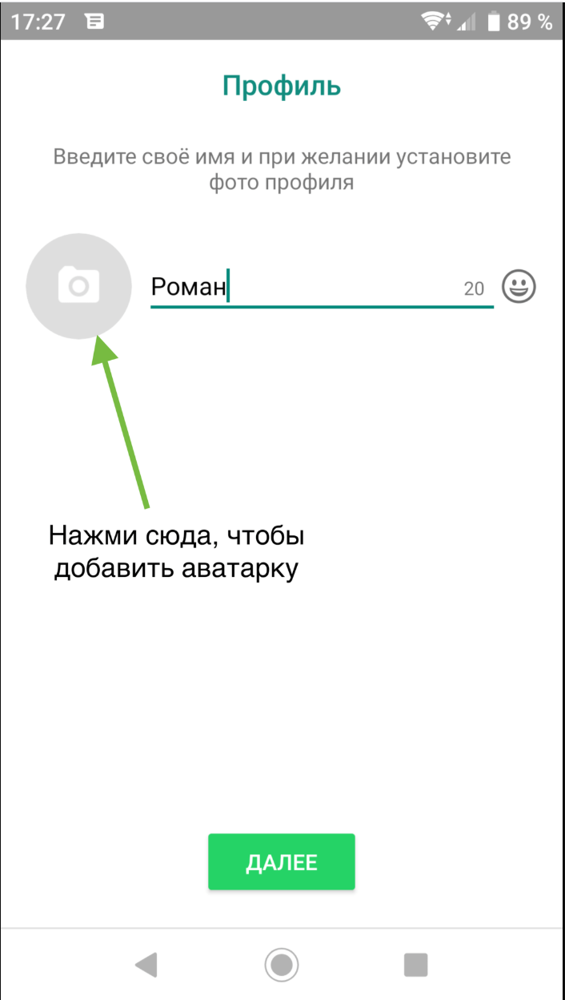 17:27 89 %
Профиль
Введите своё имя и при желании установите
фото профиля
Роман 20
Нажми сюда, чтобы
добавить аватарку
ДАЛЕЕ